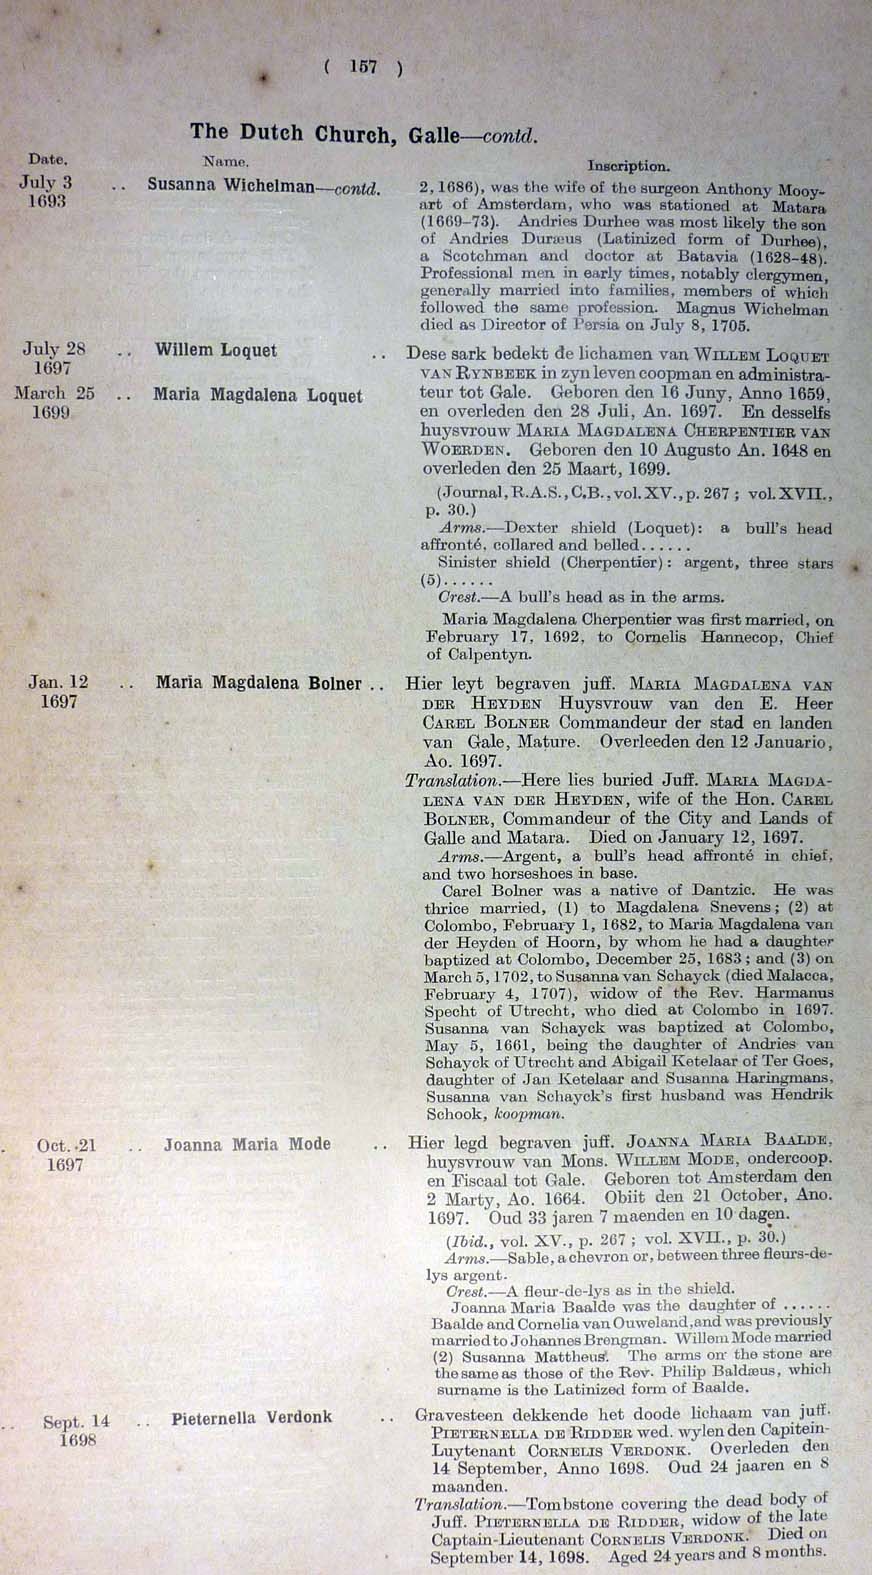 ( 157 )
The Dutch Church, Galle—contd.
Date. Name. Inscription.
July 3 .. Susanna Wichelman—contd. 2, 1686), was the wife of the surgeon Anthony Mooy-
1693 art of Amsterdam, who was stationed at Matara
(1669–73). Andries Durhee was most likely the son
of Andries Duræus (Latinized form of Durhee),
a Scotchman and doctor at Batavia (1628–48).
Professional men in early times, notably clergymen,
generally married into families, members of which
followed the same profession. Magnus Wichelman
died as Director of Persia on July 8, 1705.
July 28 .. Willem Loquet .. Dese sark bedekt de lichamen van WILLEM LOQUET
1697 VAN RYNBEEK in zyn leven coopman en administra-
March 25 .. Maria Magdalena Loquet teur tot Gale. Geboren den 16 Juny, Anno 1659,
1699 en overleden den 28 Juli, An. 1697. En desselfs
huysvrouw MARIA MAGDALENA CHERPENTIER VAN
WOERDEN. Geboren den 10 Augusto An. 1648 en
overleden den 25 Maart, 1699.
(Journal, R.A.S., C.B., vol. XV., p. 267 ; vol. XVII.,
p. 30.)
Arms.—Dexter shield (Loquet): a bull's head
affronté, collared and belled......
Sinister shield (Cherpentier): argent, three stars
(5)......
Crest.—A bull's head as in the arms.
Maria Magdalena Cherpentier was first married, on
February 17, 1692, to Cornelis Hannecop, Chief
of Calpentyn.
Jan. 12 .. Maria Magdalena Bolner .. Hier leyt begraven juff. MARIA MAGDALENA VAN
1697 DER HEYDEN Huysvrouw van den E. Heer
CAREL BOLNER Commandeur der stad en landen
van Gale, Mature. Overleeden den 12 Januario,
Ao. 1697.
Translation.—Here lies buried Juff. MARIA MAGDA-
LENA VAN DER HEYDEN, wife of the Hon. CAREL
BOLNER, Commandeur of the City and Lands of
Galle and Matara. Died on January 12, 1697.
Arms.—Argent, a bull's head affronté in chief,
and two horseshoes in base.
Carel Bolner was a native of Dantzic. He was
thrice married, (1) to Magdalena Snevens; (2) at
Colombo, February 1, 1682, to Maria Magdalena van
der Heyden of Hoorn, by whom he had a daughter
baptized at Colombo, December 25, 1683; and (3) on
March 5, 1702, to Susanna van Schayck (died Malacca,
February 4, 1707), widow of the Rev. Harmanus
Specht of Utrecht, who died at Colombo in 1697.
Susanna van Schayck was baptized at Colombo,
May 5, 1661, being the daughter of Andries van
Schayck of Utrecht and Abigail Ketelaar of Ter Goes,
daughter of Jan Ketelaar and Susanna Haringmans,
Susanna van Schayck's first husband was Hendrik
Schook, koopman.
Oct. 21 .. Joanna Maria Mode .. Hier legd begraven juff. JOANNA MARIA BAALDE,
1697 huysvrouw van Mons. WILLEM MODE, ondercoop.
en Fiscaal tot Gale. Geboren tot Amsterdam den
2 Marty, Ao. 1664. Obiit den 21 October, Ano.
1697. Oud 33 jaren 7 maenden en 10 dagen.
(Ibid., vol. XV., p. 267 ; vol. XVII., p. 30.)
Arms.—Sable, a chevron or, between three fleurs-de-
lys argent.
Crest.—A fleur-de-lys as in the shield.
Joanna Maria Baalde was the daughter of ......
Baalde and Cornelia van Ouweland, and was previously
married to Johannes Brengman. Willem Mode married
(2) Susanna Mattheus. The arms on the stone are
the same as those of the Rev. Philip Baldæus, which
surname is the Latinized form of Baalde.
.. Sept. 14 .. Pieternella Verdonk .. Gravesteen dekkende het doode lichaam van juff.
1698 PIETERNELLA DE RIDDER wed. wylen den Capitein-
Luytenant CORNELIS VERDONK. Overleden den
14 September, Anno 1698. Oud 24 jaaren en 8
maanden.
Translation.—Tombstone covering the dead body of
Juff. PIETERNELLA DE RIDDER, widow of the late
Captain-Lieutenant CORNELIS VERDONK. Died on
September 14, 1698. Aged 24 years and 8 months.